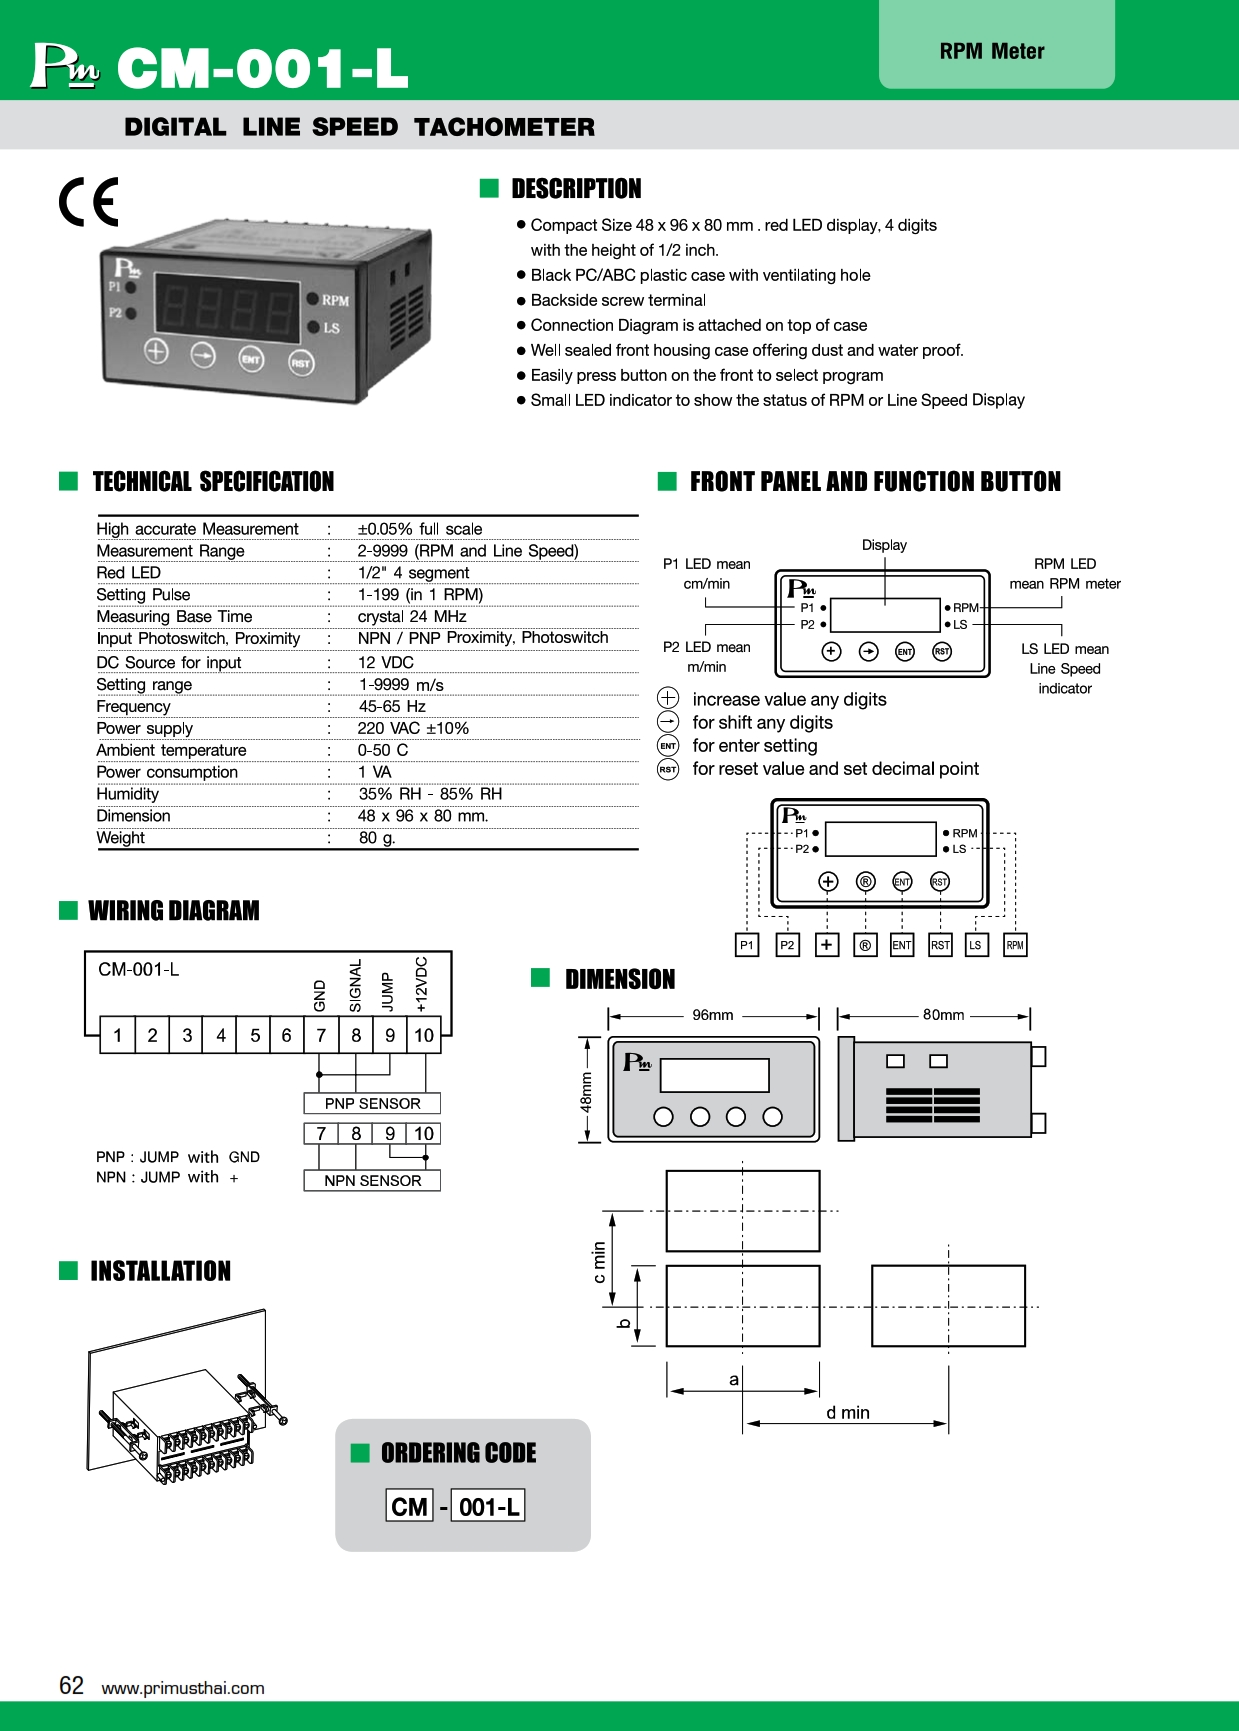 Pm CM-001-L
RPM Meter
DIGITAL LINE SPEED TACHOMETER
CE
Pm
P1
P2
RPM
LS
+
ENT
RST
DESCRIPTION
Compact Size 48 x 96 x 80 mm . red LED display, 4 digits
with the height of 1/2 inch.
Black PC/ABC plastic case with ventilating hole
Backside screw terminal
Connection Diagram is attached on top of case
Well sealed front housing case offering dust and water proof.
Easily press button on the front to select program
Small LED indicator to show the status of RPM or Line Speed Display
TECHNICAL SPECIFICATION
High accurate Measurement : ±0.05% full scale
Measurement Range : 2-9999 (RPM and Line Speed)
Red LED : 1/2" 4 segment
Setting Pulse : 1-199 (in 1 RPM)
Measuring Base Time : crystal 24 MHz
Input Photoswitch, Proximity : NPN / PNP Proximity, Photoswitch
DC Source for input : 12 VDC
Setting range : 1-9999 m/s
Frequency : 45-65 Hz
Power supply : 220 VAC ±10%
Ambient temperature : 0-50 C
Power consumption : 1 VA
Humidity : 35% RH - 85% RH
Dimension : 48 x 96 x 80 mm.
Weight : 80 g.
FRONT PANEL AND FUNCTION BUTTON
Display
P1 LED mean
cm/min
P2 LED mean
m/min
RPM LED
mean RPM meter
LS LED mean
Line Speed
indicator
Pm
P1
P2
RPM
LS
+ → ENT RST
+ increase value any digits
→ for shift any digits
ENT for enter setting
RST for reset value and set decimal point
Pm
P1
P2
RPM
LS
+ ® ENT RST
P1 P2 + ® ENT RST LS RPM
WIRING DIAGRAM
CM-001-L
GND
SIGNAL
JUMP
+12VDC
1 2 3 4 5 6 7 8 9 10
PNP SENSOR
7 8 9 10
NPN SENSOR
PNP : JUMP with GND
NPN : JUMP with +
DIMENSION
96mm
80mm
48mm
Pm
c min
b
a
d min
INSTALLATION
ORDERING CODE
CM - 001-L
62 www.primusthai.com